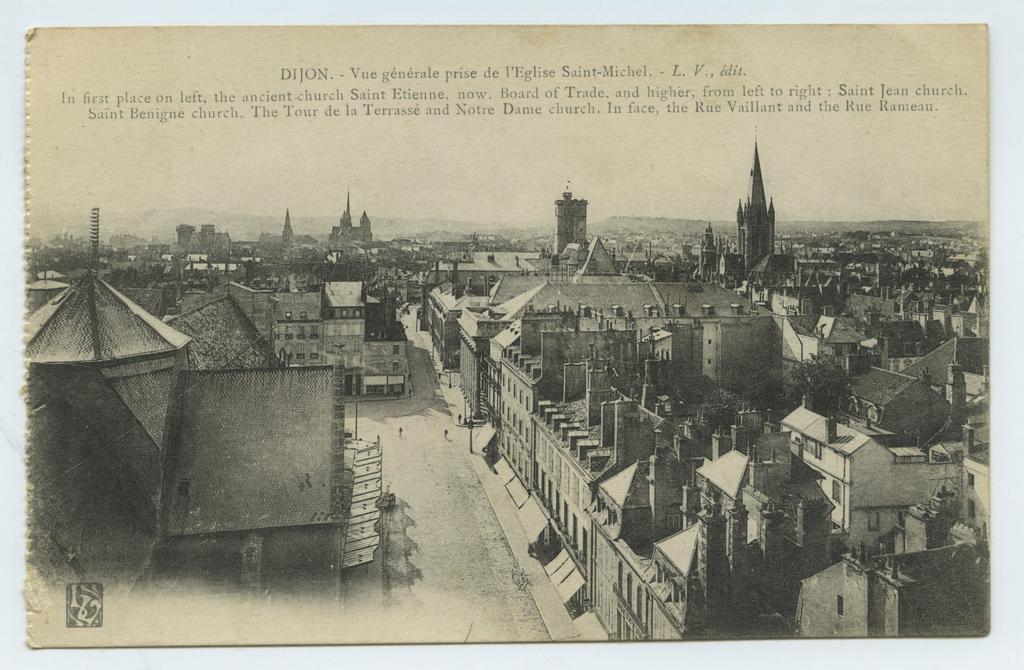 DIJON. - Vue générale prise de l'Eglise Saint-Michel. - L. V., édit.
In first place on left, the ancient church Saint Etienne, now, Board of Trade, and higher, from left to right : Saint Jean church,
Saint Benigne church, The Tour de la Terrasse and Notre Dame church. In face, the Rue Vaillant and the Rue Rameau.